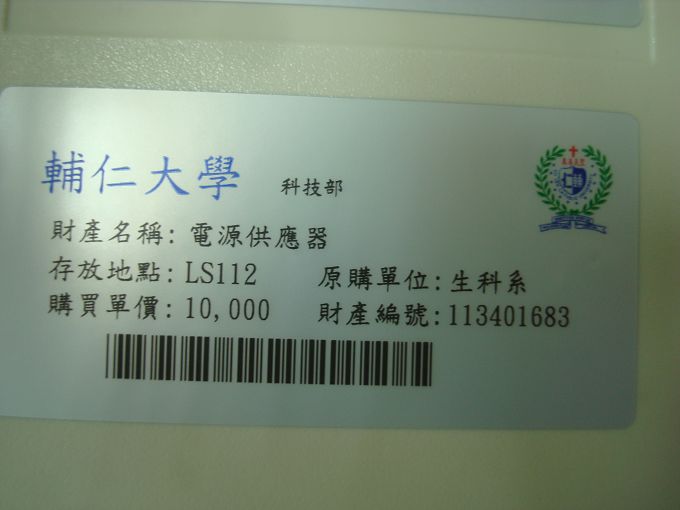 輔仁大學 科技部
財產名稱: 電源供應器
存放地點: LS112 原購單位: 生科系
購買單價: 10,000 財產編號: 113401683